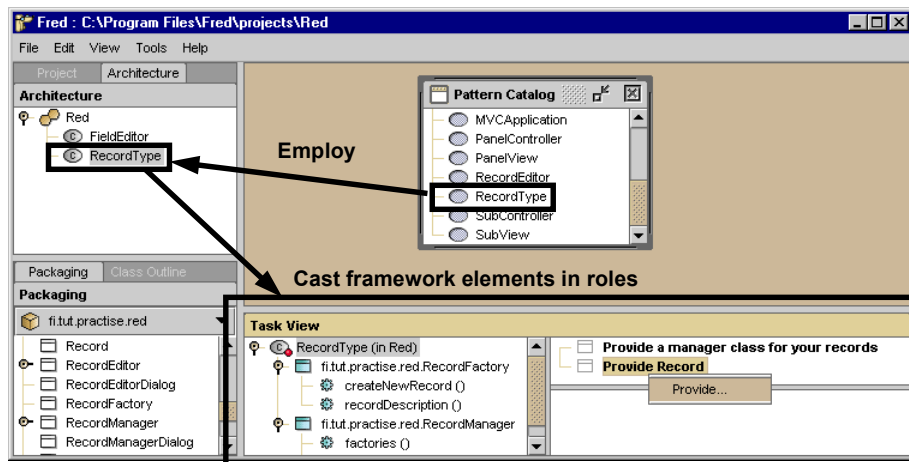 Fred : C:\Program Files\Fred\projects\Red
File Edit View Tools Help
Project Architecture
Architecture
Red
FieldEditor
RecordType
Employ
Pattern Catalog
MVCApplication
PanelController
PanelView
RecordEditor
RecordType
SubController
SubView
Cast framework elements in roles
Packaging Class Outline
Packaging
fi.tut.practise.red
Record
RecordEditor
RecordEditorDialog
RecordFactory
RecordManager
RecordManagerDialog
Task View
RecordType (in Red)
fi.tut.practise.red.RecordFactory
createNewRecord ()
recordDescription ()
fi.tut.practise.red.RecordManager
factories ()
Provide a manager class for your records
Provide Record
Provide...